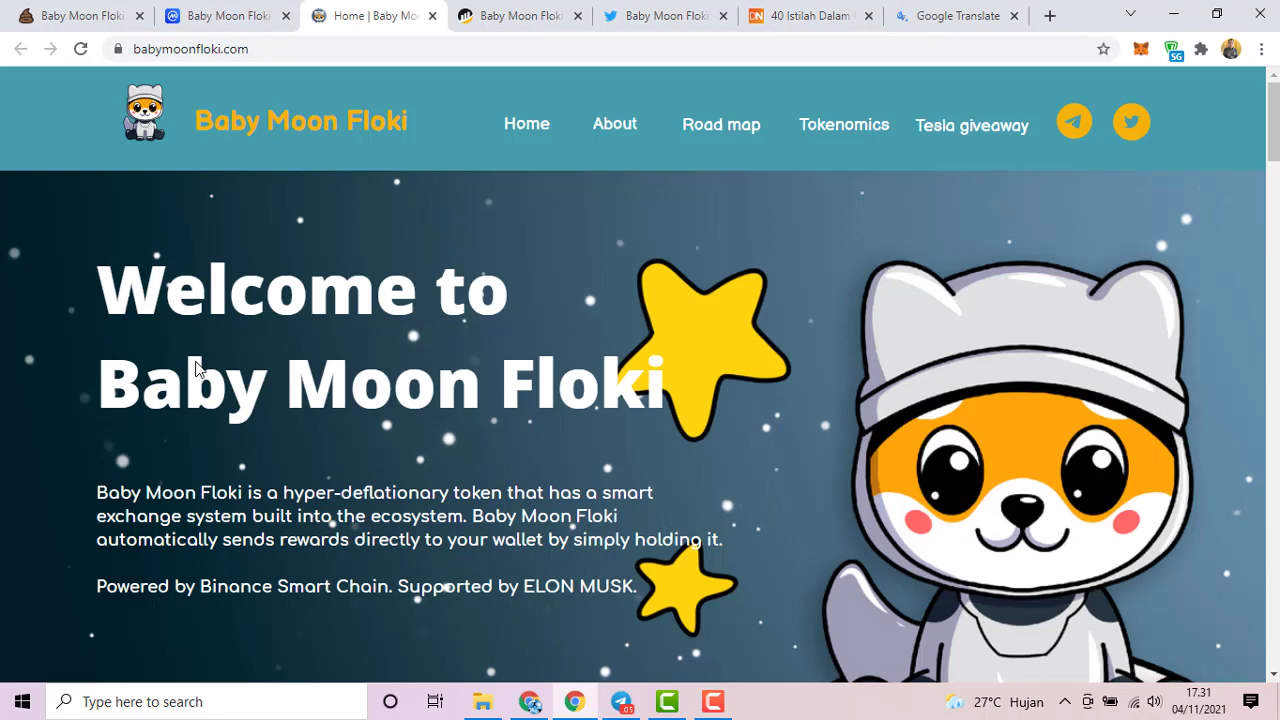 Baby Moon Floki
Baby Moon Flok
Home | Baby Mo
Baby Moon Floki
Baby Moon Flok
40 Istilah Dalam
Google Translate
babymoonfloki.com
SG
Baby Moon Floki
Home
About
Road map
Tokenomics
Tesla giveaway
Welcome to
Baby Moon Floki
Baby Moon Floki is a hyper-deflationary token that has a smart
exchange system built into the ecosystem. Baby Moon Floki
automatically sends rewards directly to your wallet by simply holding it.
Powered by Binance Smart Chain. Supported by ELON MUSK.
Type here to search
27°C Hujan
17.31
04/11/2021